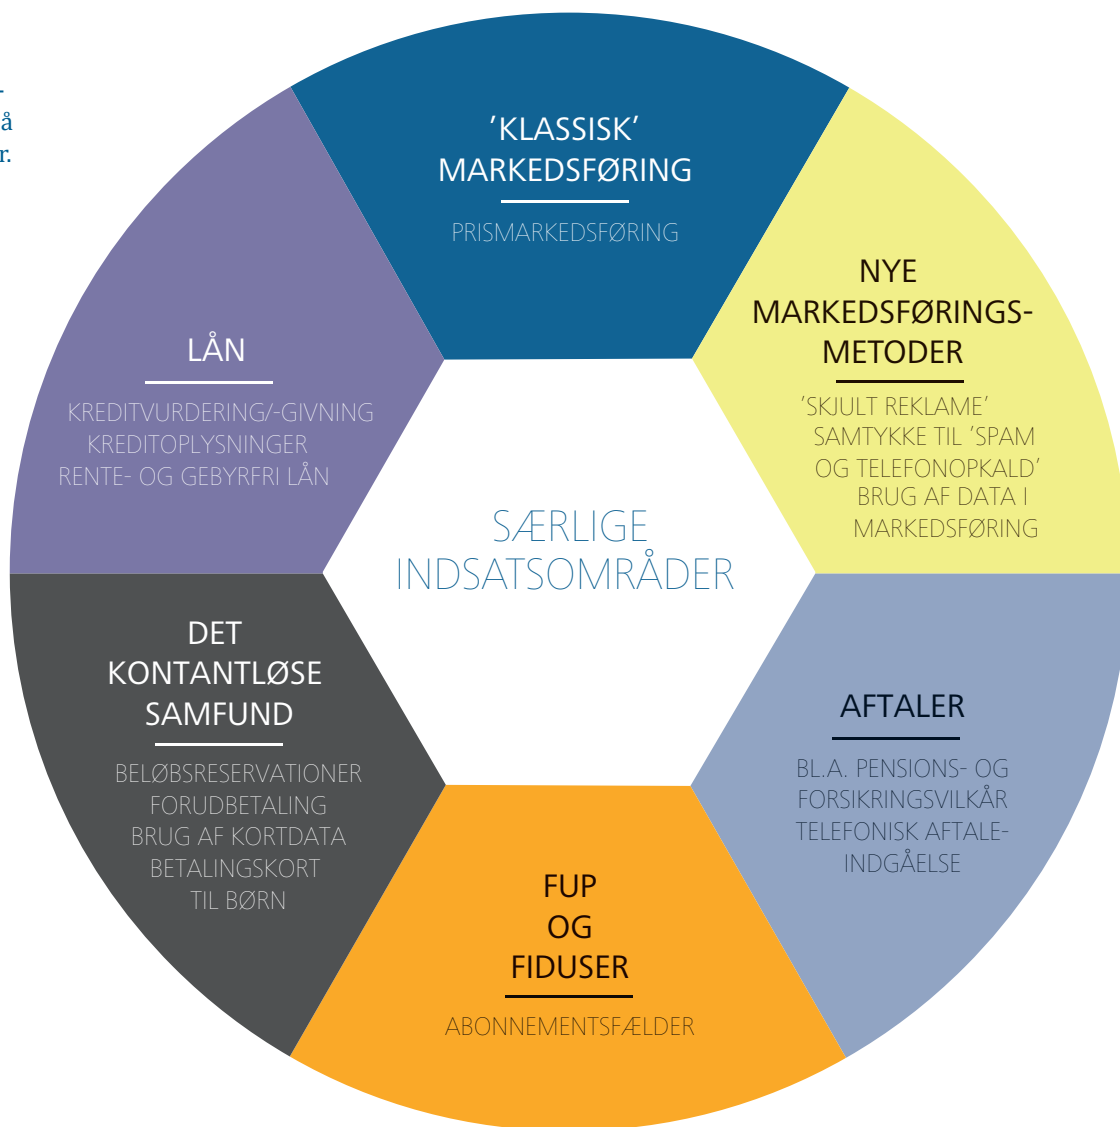 -
å
r.
'KLASSISK'
MARKEDSFØRING
PRISMARKEDSFØRING
NYE
MARKEDSFØRINGS-
METODER
'SKJULT REKLAME'
SAMTYKKE TIL 'SPAM
OG TELEFONOPKALD'
BRUG AF DATA I
MARKEDSFØRING
LÅN
KREDITVURDERING/-GIVNING
KREDITOPLYSNINGER
RENTE- OG GEBYRFRI LÅN
SÆRLIGE
INDSATSOMRÅDER
DET
KONTANTLØSE
SAMFUND
BELØBSRESERVATIONER
FORUDBETALING
BRUG AF KORTDATA
BETALINGSKORT
TIL BØRN
AFTALER
BL.A. PENSIONS- OG
FORSIKRINGSVILKÅR
TELEFONISK AFTALE-
INDGÅELSE
FUP
OG
FIDUSER
ABONNEMENTSFÆLDER